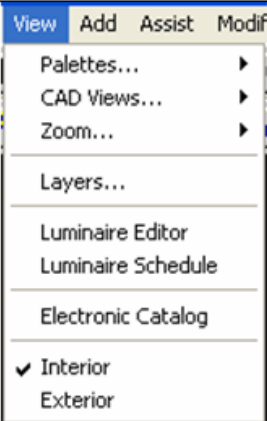 View Add Assist Modif
Palettes...
CAD Views...
Zoom...
Layers...
Luminaire Editor
Luminaire Schedule
Electronic Catalog
Interior
Exterior